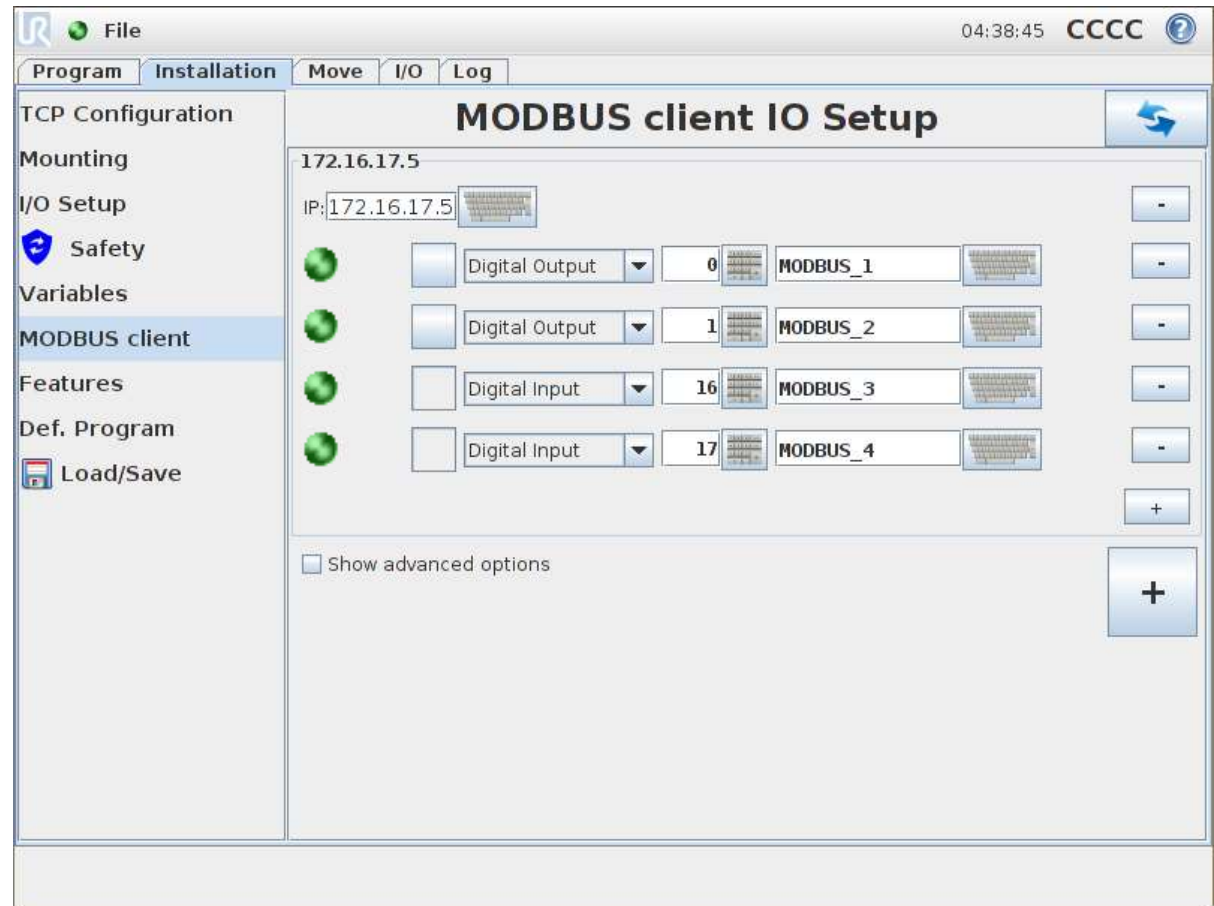 UR File 04:38:45 CCCC ?
Program Installation Move I/O Log
TCP Configuration
Mounting
I/O Setup
Safety
Variables
MODBUS client
Features
Def. Program
Load/Save
MODBUS client IO Setup
172.16.17.5
IP: 172.16.17.5 -
Digital Output 0 MODBUS_1 -
Digital Output 1 MODBUS_2 -
Digital Input 16 MODBUS_3 -
Digital Input 17 MODBUS_4 -
+
Show advanced options
+